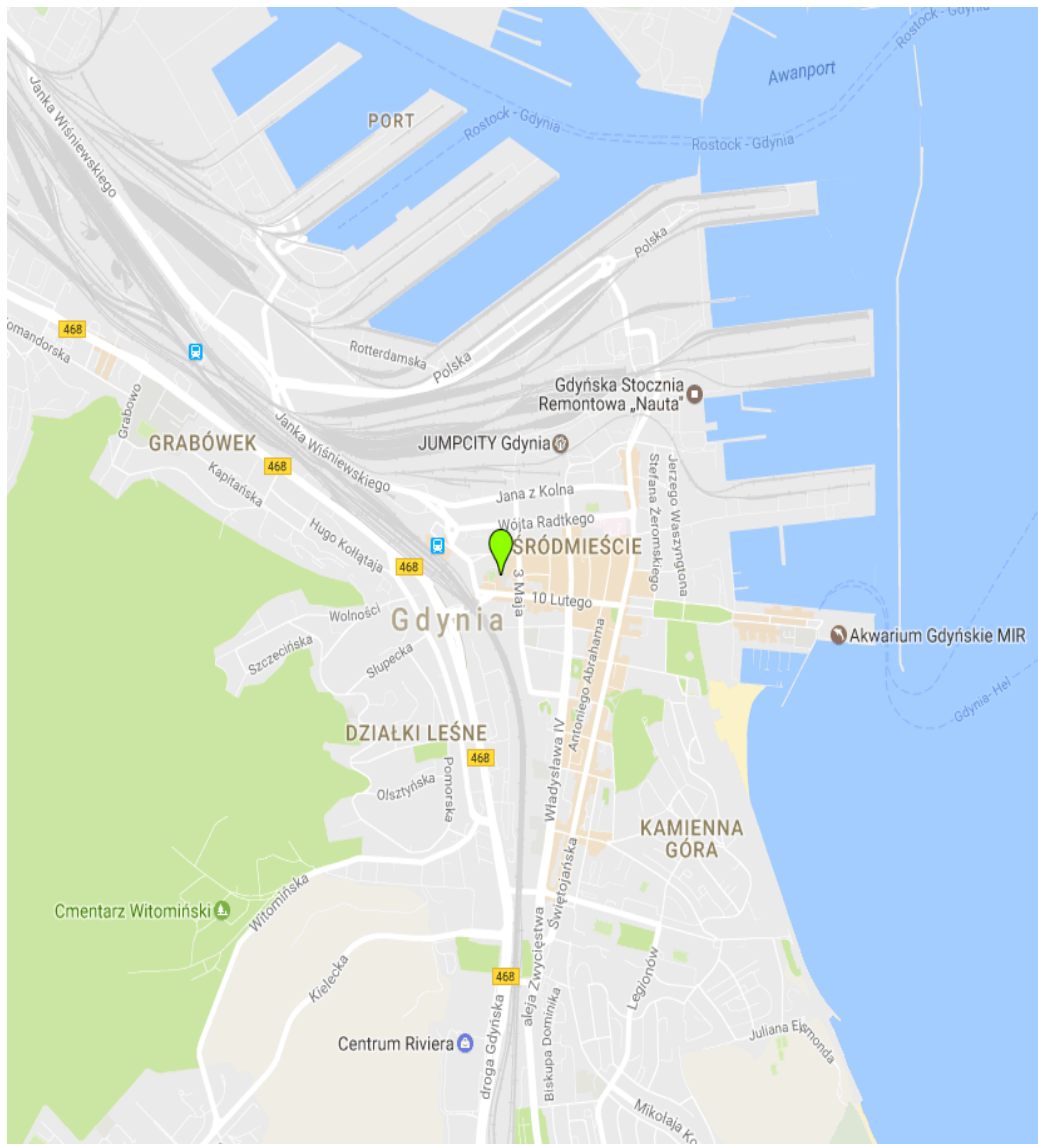 Rostock - Gdynia
Awanport
Janka Wiśniewskiego
PORT
Rostock - Gdynia
Rostock - Gdynia
Polska
468
Komandorska
Rotterdamska
Polska
Gdyńska Stocznia
Remontowa „Nauta"
Grabowo
GRABÓWEK
JUMPCITY Gdynia
Janka Wiśniewskiego
468
Kapitańska
Jana z Kolna
Stefana Żeromskiego
Jerzego Waszyngtona
Wójta Radtkego
Hugo Kołłątaja
ŚRÓDMIEŚCIE
468
3 Maja
10 Lutego
Wolności
Gdynia
Akwarium Gdyńskie MIR
Szczecińska
Słupecka
Antoniego Abrahama
Gdynia- Hel
DZIAŁKI LEŚNE
468
Władysława IV
Olsztyńska
Pomorska
KAMIENNA
GÓRA
Świętojańska
Witomińska
Cmentarz Witomiński
Kielecka
468
aleja Zwycięstwa
Legionów
Centrum Riviera
droga Gdyńska
Biskupa Dominika
Juliana Ejsmonda
Mikołaja Ko